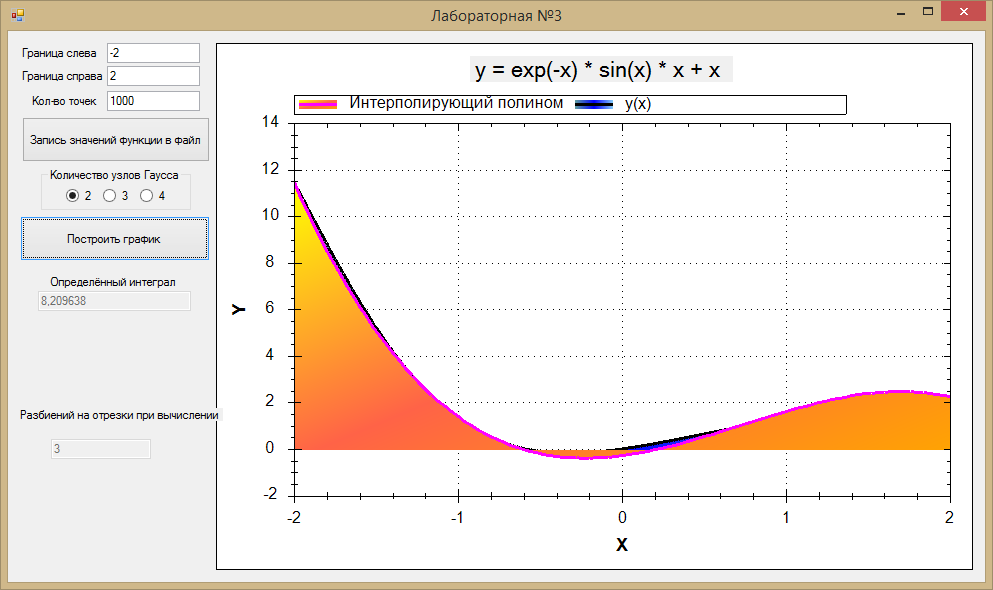 Лабораторная №3
Граница слева -2
Граница справа 2
Кол-во точек 1000
Запись значений функции в файл
Количество узлов Гаусса
2 3 4
Построить график
Определённый интеграл
8,209638
Разбиений на отрезки при вычислении
3
y = exp(-x) * sin(x) * x + x
Интерполирующий полином y(x)
14
12
10
8
6
4
2
0
-2
Y
-2 -1 0 1 2
X